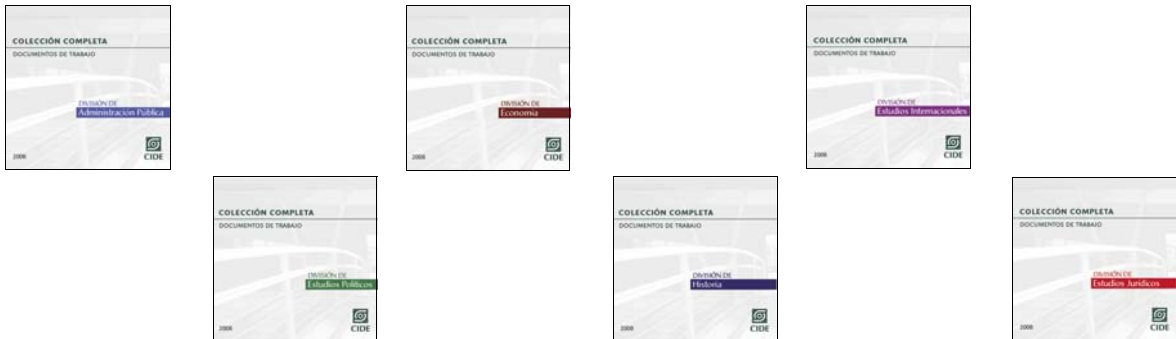 COLECCIÓN COMPLETA
DOCUMENTOS DE TRABAJO
DIVISIÓN DE
Administración Pública
2008
CIDE
COLECCIÓN COMPLETA
DOCUMENTOS DE TRABAJO
DIVISIÓN DE
Economía
2008
CIDE
COLECCIÓN COMPLETA
DOCUMENTOS DE TRABAJO
DIVISIÓN DE
Estudios Internacionales
2008
CIDE
COLECCIÓN COMPLETA
DOCUMENTOS DE TRABAJO
DIVISIÓN DE
Estudios Políticos
2008
CIDE
COLECCIÓN COMPLETA
DOCUMENTOS DE TRABAJO
DIVISIÓN DE
Historia
2008
CIDE
COLECCIÓN COMPLETA
DOCUMENTOS DE TRABAJO
DIVISIÓN DE
Estudios Jurídicos
2008
CIDE